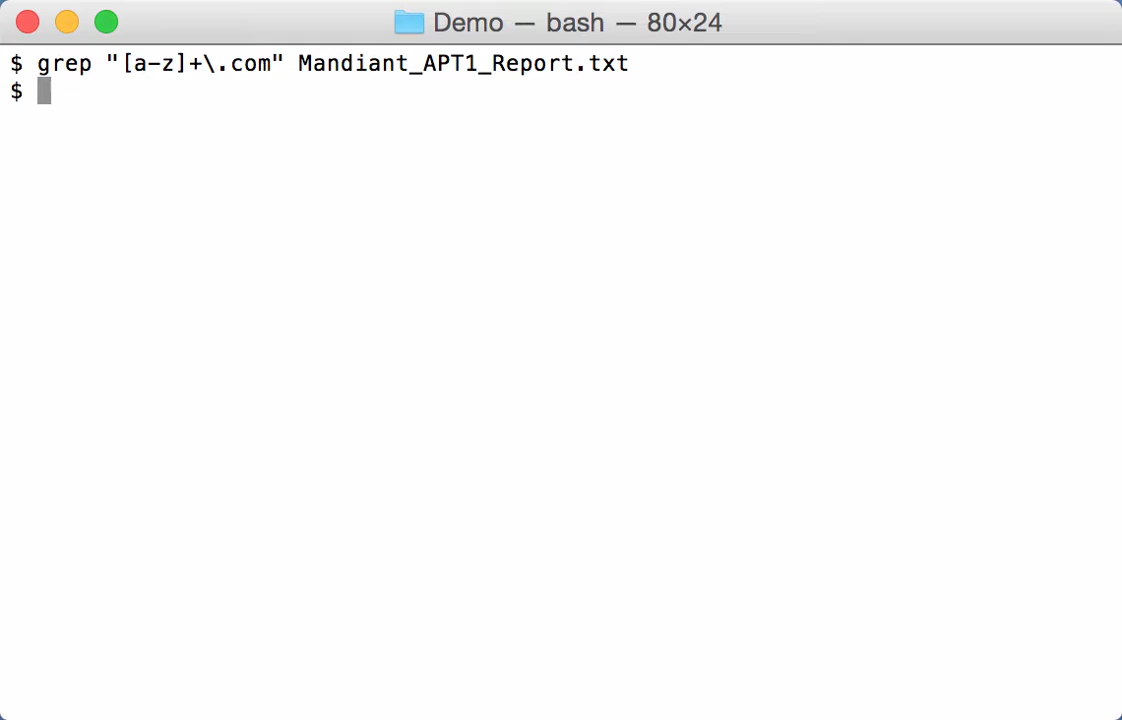 Demo — bash — 80×24
$ grep "[a-z]+\.com" Mandiant_APT1_Report.txt
$